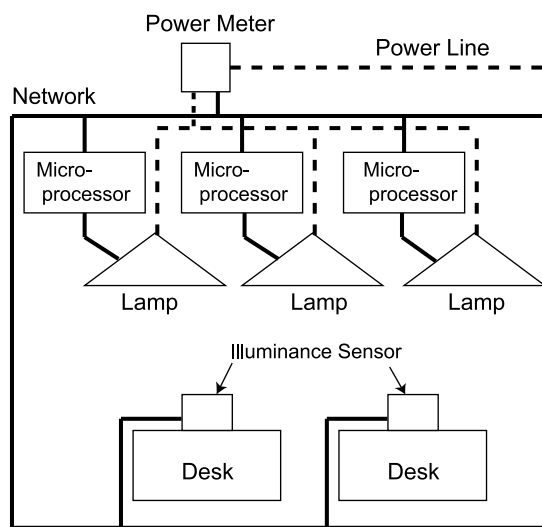 Power Meter
Power Line
Network
Micro-
processor
Micro-
processor
Micro-
processor
Lamp
Lamp
Lamp
Illuminance Sensor
Desk
Desk